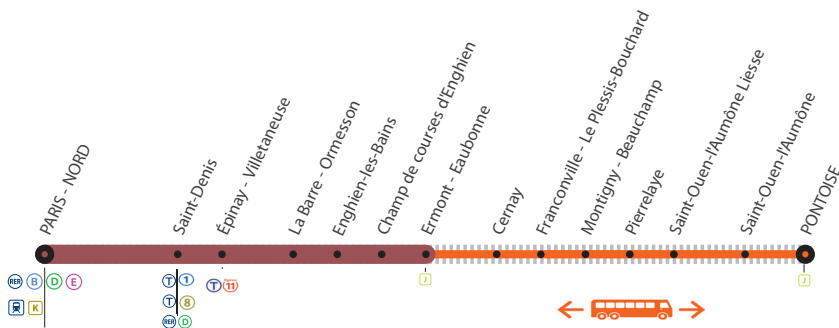 PARIS - NORD
Saint-Denis
Épinay - Villetaneuse
La Barre - Ormesson
Enghien-les-Bains
Champ de courses d'Enghien
Ermont - Eaubonne
Cernay
Franconville - Le Plessis-Bouchard
Montigny - Beauchamp
Pierrelaye
Saint-Ouen-l'Aumône Liesse
Saint-Ouen-l'Aumône
PONTOISE
RER B D E
K
T 1
T 8
RER D
T 11
J
J